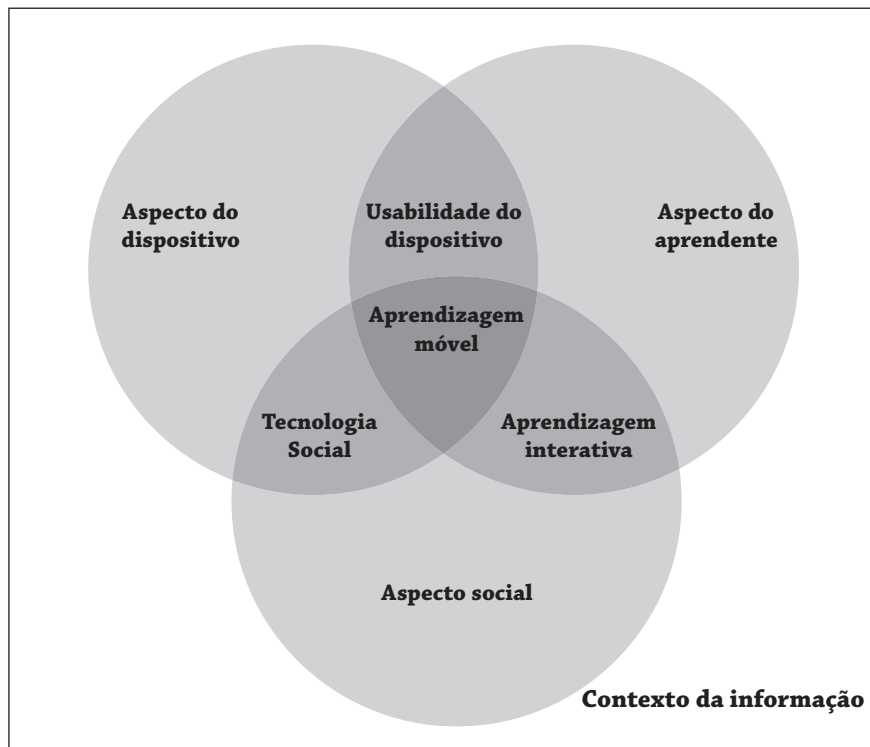 Aspecto do
dispositivo
Usabilidade do
dispositivo
Aspecto do
aprendente
Aprendizagem
móvel
Tecnologia
Social
Aprendizagem
interativa
Aspecto social
Contexto da informação